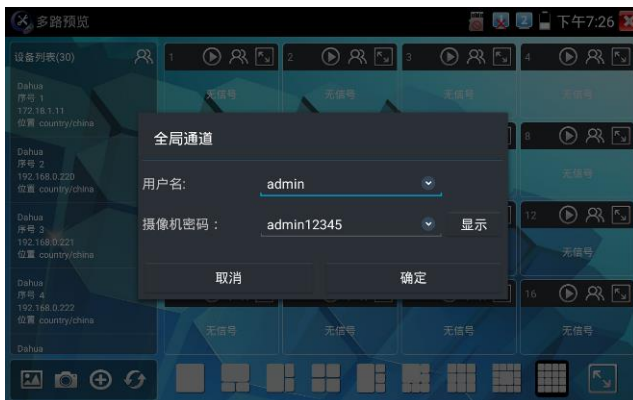 多路预览
2
下午7:26
设备列表(30)
Dahua
序号 1
172.18.1.11
位置 country/china
Dahua
序号 2
192.168.0.220
位置 country/china
Dahua
序号 3
192.168.0.221
位置 country/china
Dahua
序号 4
192.168.0.222
位置 country/china
Dahua
1
无信号
2
无信号
3
无信号
4
无信号
8
无信号
12
无信号
16
无信号
无信号
无信号
无信号
全局通道
用户名:
admin
摄像机密码：
admin12345
显示
取消
确定